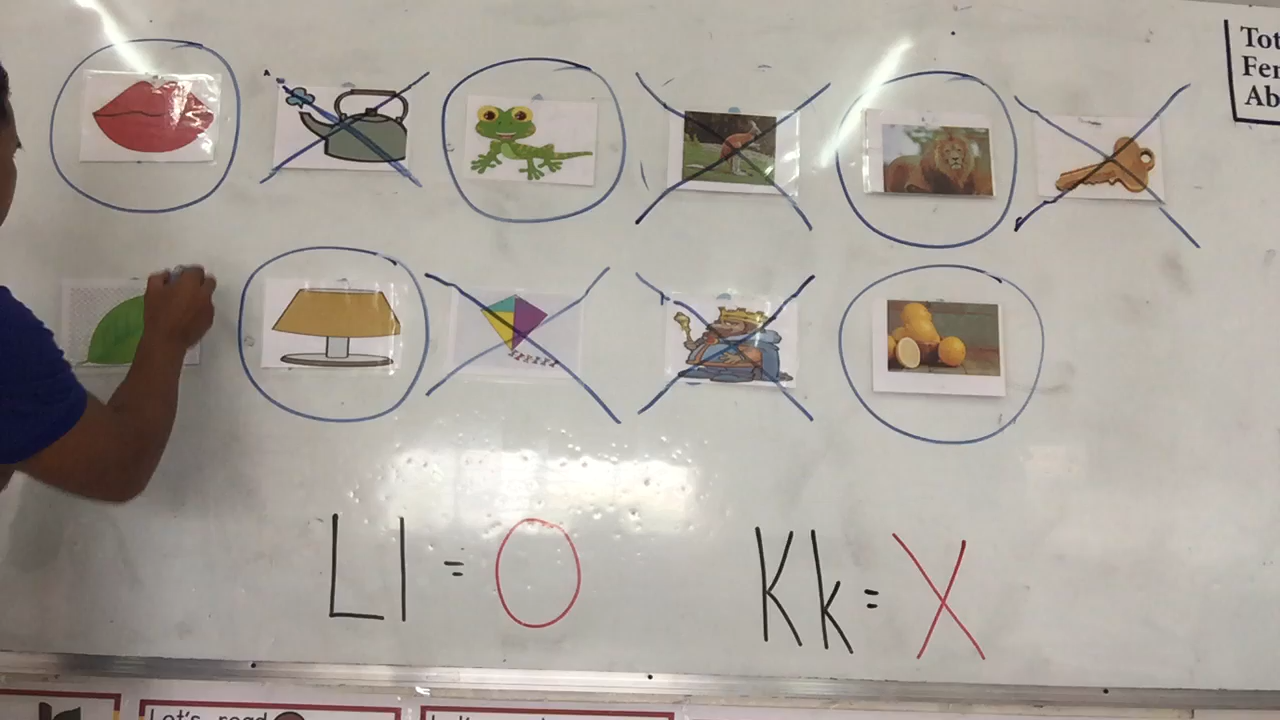 Tot
Fer
Ab
Ll = O
Kk = X
Let's read